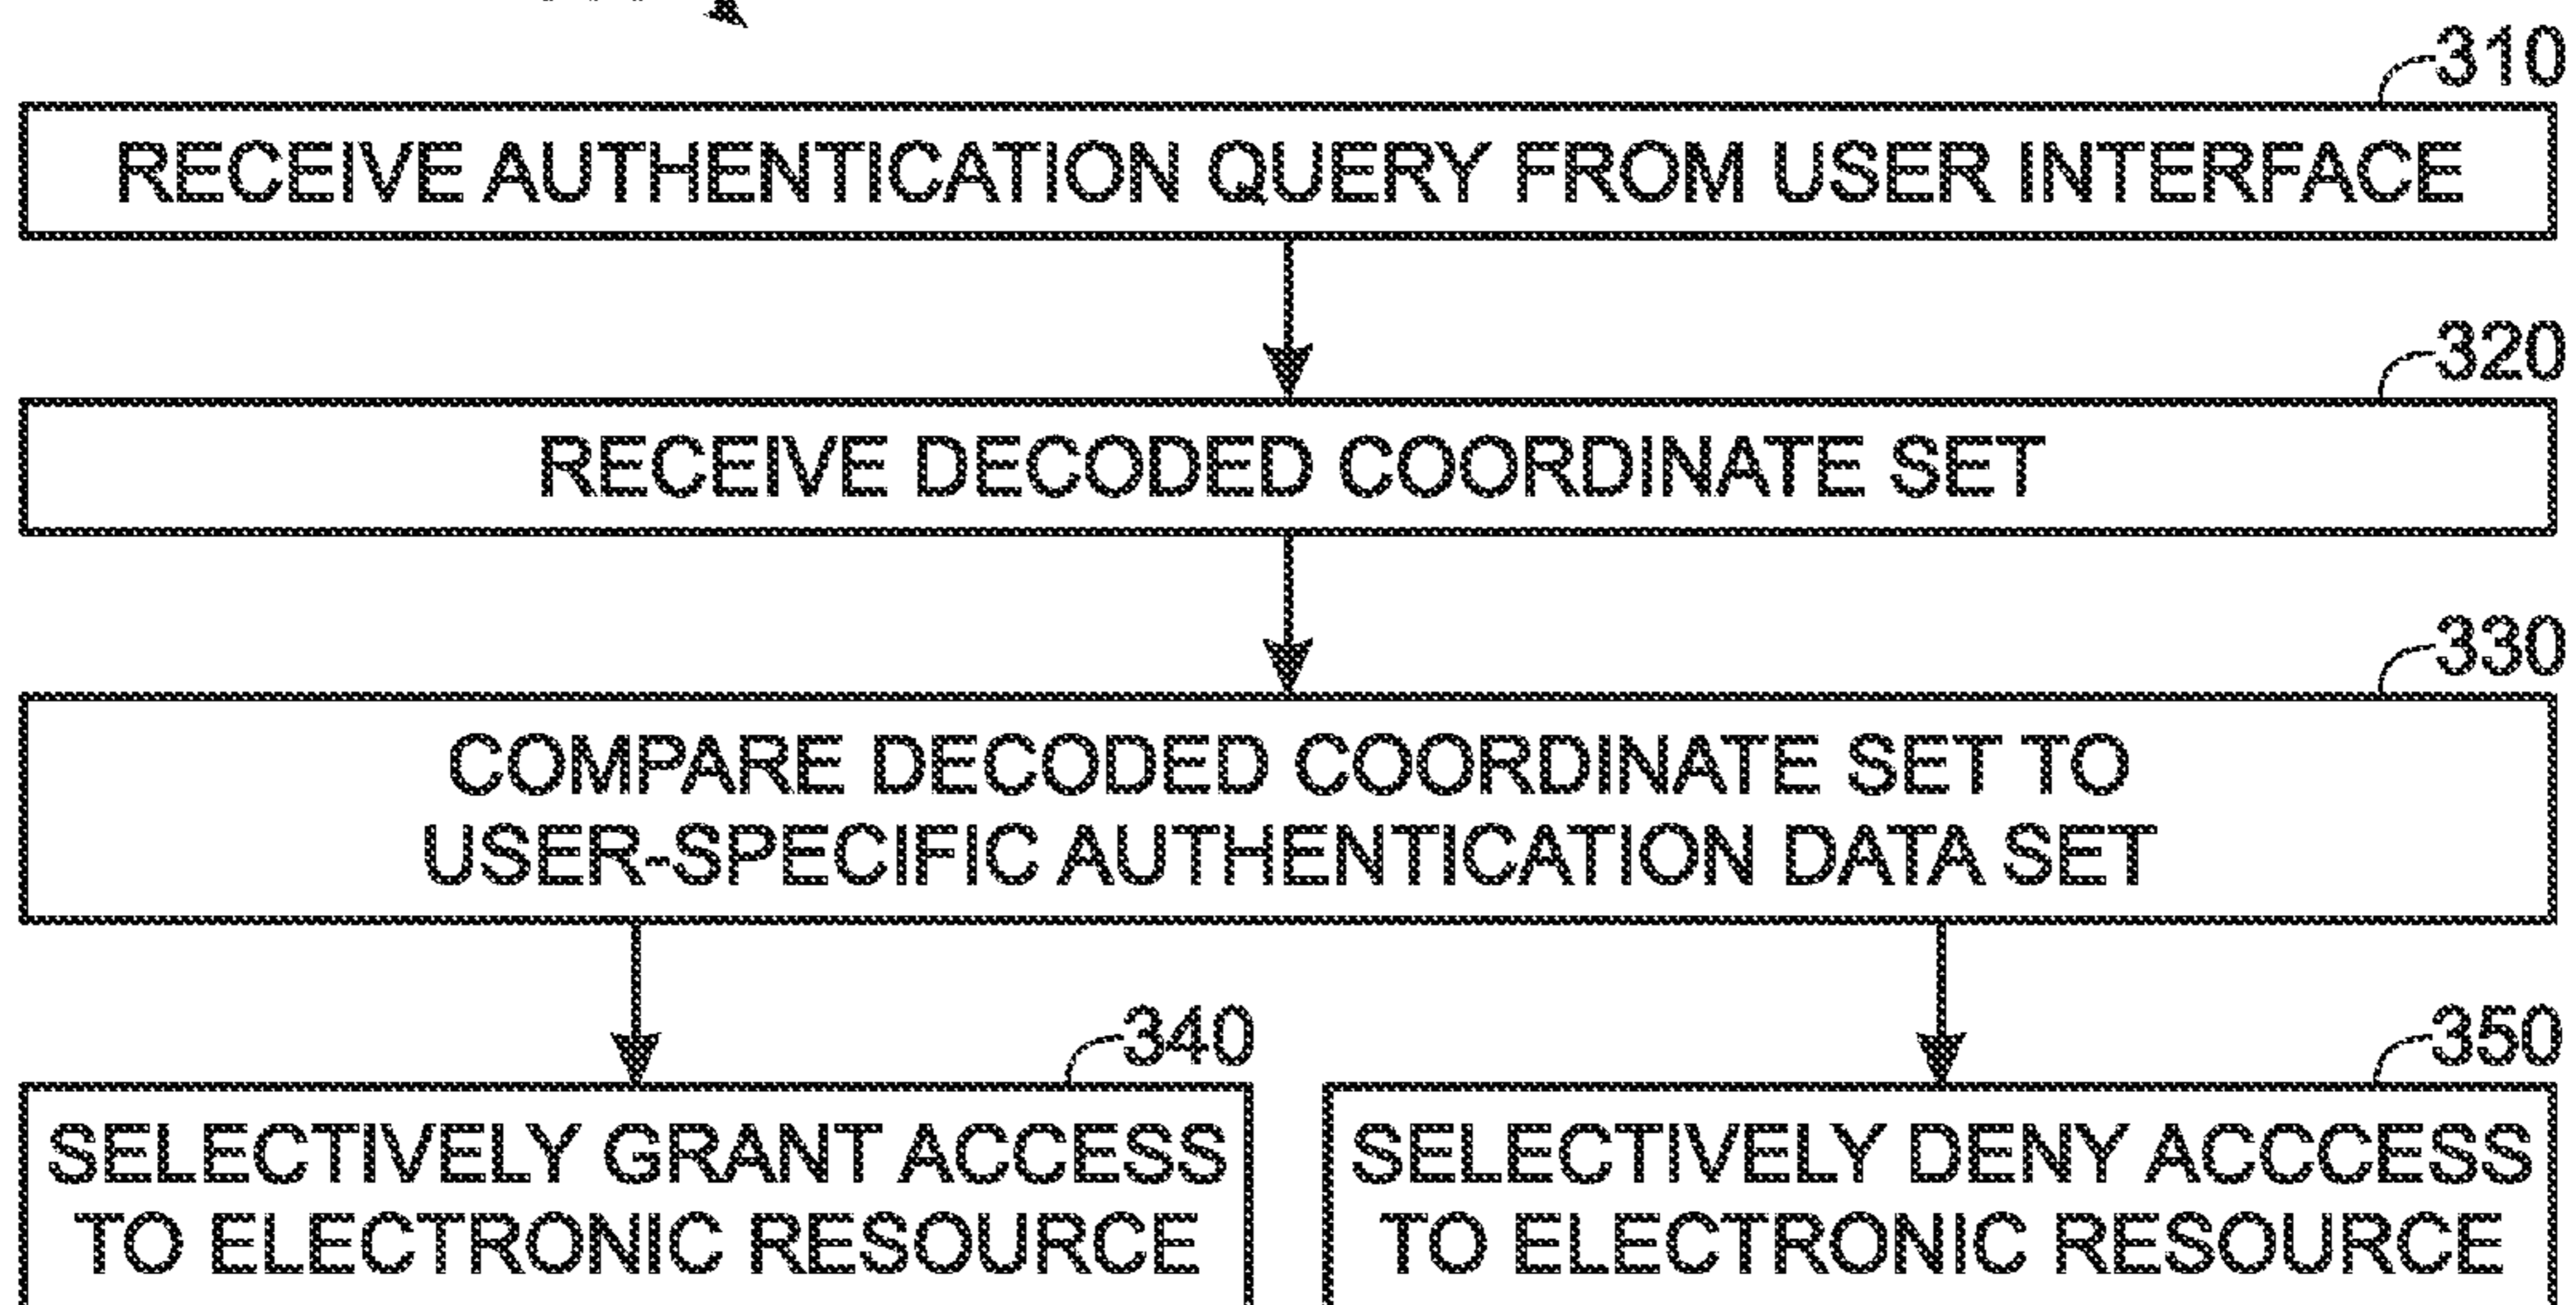 310
RECEIVE AUTHENTICATION QUERY FROM USER INTERFACE
320
RECEIVE DECODED COORDINATE SET
330
COMPARE DECODED COORDINATE SET TO
USER-SPECIFIC AUTHENTICATION DATA SET
340
SELECTIVELY GRANT ACCESS
TO ELECTRONIC RESOURCE
350
SELECTIVELY DENY ACCCESS
TO ELECTRONIC RESOURCE